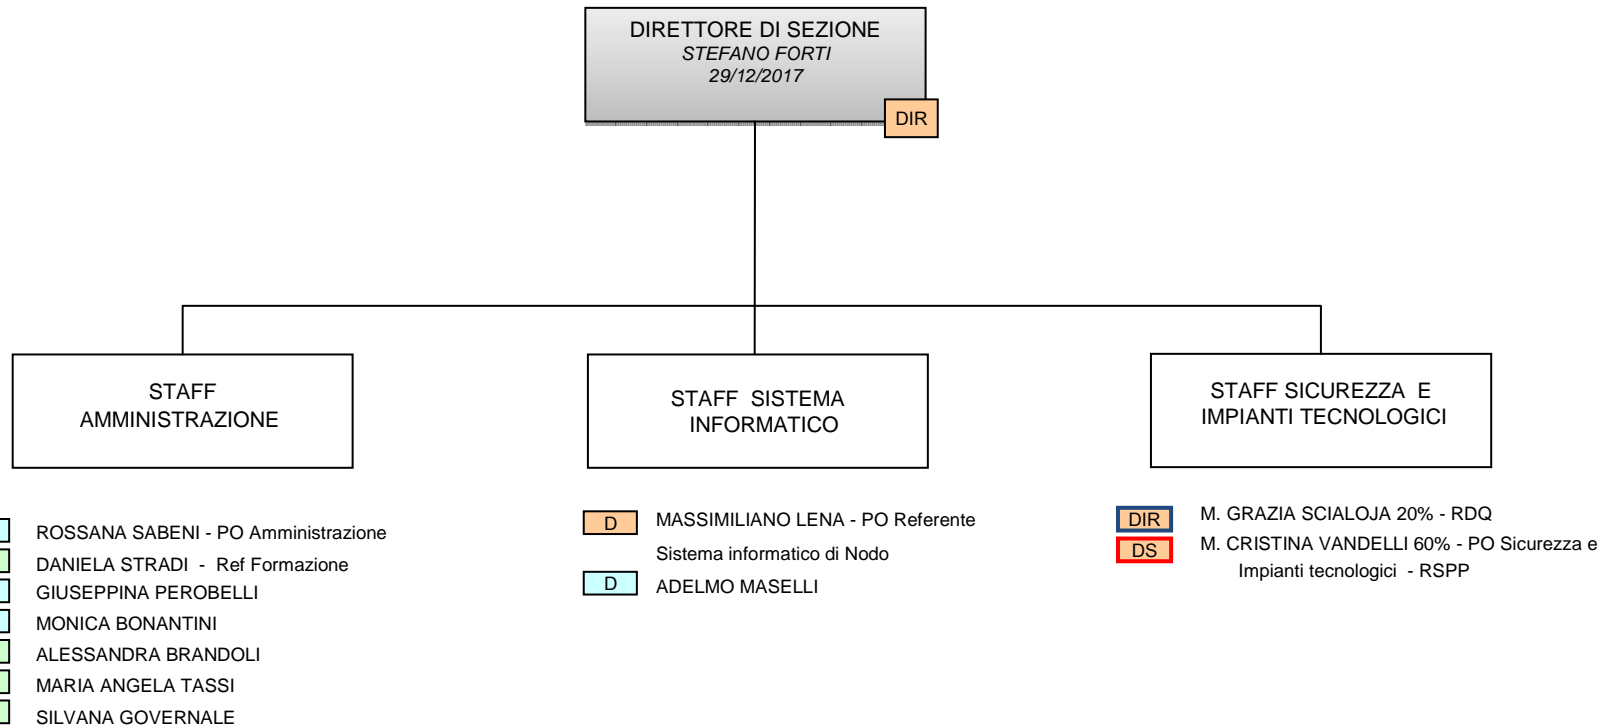 DIRETTORE DI SEZIONE
STEFANO FORTI
29/12/2017
DIR
STAFF
AMMINISTRAZIONE
STAFF SISTEMA
INFORMATICO
STAFF SICUREZZA E
IMPIANTI TECNOLOGICI
ROSSANA SABENI - PO Amministrazione
DANIELA STRADI - Ref Formazione
GIUSEPPINA PEROBELLI
MONICA BONANTINI
ALESSANDRA BRANDOLI
MARIA ANGELA TASSI
SILVANA GOVERNALE
D MASSIMILIANO LENA - PO Referente
Sistema informatico di Nodo
D ADELMO MASELLI
DIR M. GRAZIA SCIALOJA 20% - RDQ
DS M. CRISTINA VANDELLI 60% - PO Sicurezza e
Impianti tecnologici - RSPP